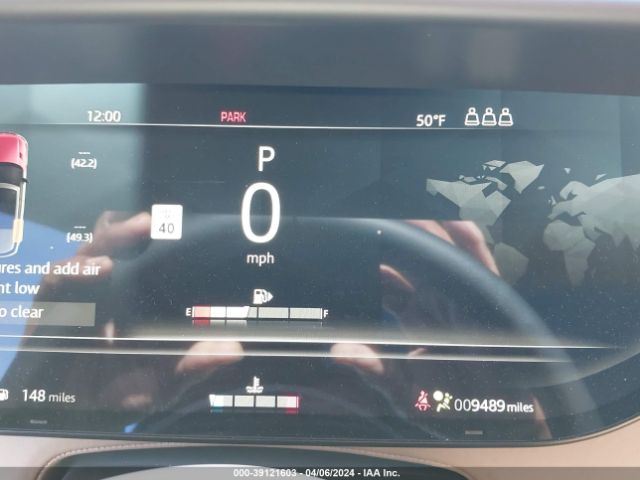 12:00 PARK 50°F
--
(42.2)
P
0
mph
40
--
(49.3)
ures and add air
nt low
o clear
E F
148 miles
009489 miles
000-39121603 - 04/06/2024 - IAA Inc.